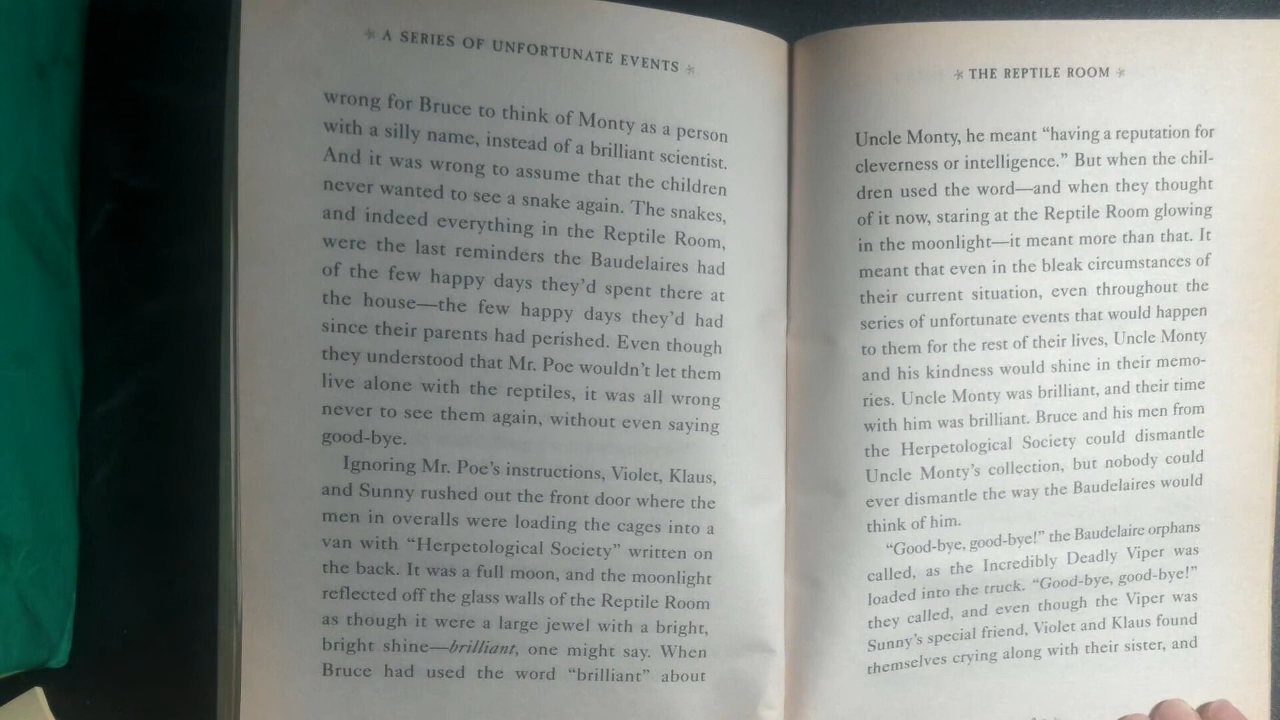 * A SERIES OF UNFORTUNATE EVENTS *
wrong for Bruce to think of Monty as a person
with a silly name, instead of a brilliant scientist.
And it was wrong to assume that the children
never wanted to see a snake again. The snakes,
and indeed everything in the Reptile Room,
were the last reminders the Baudelaires had
of the few happy days they’d spent there at
the house—the few happy days they’d had
since their parents had perished. Even though
they understood that Mr. Poe wouldn’t let them
live alone with the reptiles, it was all wrong
never to see them again, without even saying
good-bye.
Ignoring Mr. Poe’s instructions, Violet, Klaus,
and Sunny rushed out the front door where the
men in overalls were loading the cages into a
van with “Herpetological Society” written on
the back. It was a full moon, and the moonlight
reflected off the glass walls of the Reptile Room
as though it were a large jewel with a bright,
bright shine—brilliant, one might say. When
Bruce had used the word “brilliant” about
* THE REPTILE ROOM *
Uncle Monty, he meant “having a reputation for
cleverness or intelligence.” But when the chil-
dren used the word—and when they thought
of it now, staring at the Reptile Room glowing
in the moonlight—it meant more than that. It
meant that even in the bleak circumstances of
their current situation, even throughout the
series of unfortunate events that would happen
to them for the rest of their lives, Uncle Monty
and his kindness would shine in their memo-
ries. Uncle Monty was brilliant, and their time
with him was brilliant. Bruce and his men from
the Herpetological Society could dismantle
Uncle Monty’s collection, but nobody could
ever dismantle the way the Baudelaires would
think of him.
“Good-bye, good-bye!” the Baudelaire orphans
called, as the Incredibly Deadly Viper was
loaded into the truck. “Good-bye, good-bye!”
they called, and even though the Viper was
Sunny’s special friend, Violet and Klaus found
themselves crying along with their sister, and